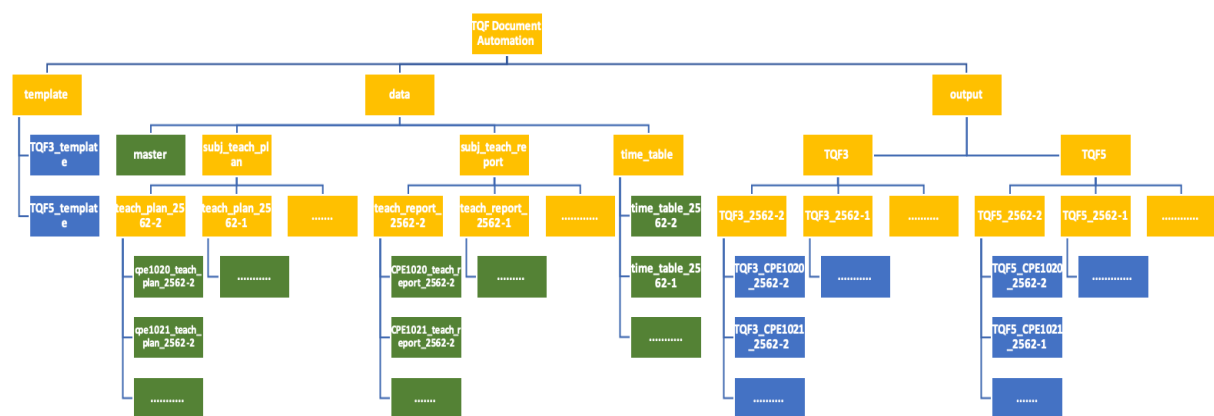 TQF Document
Automation
template
data
output
TQF3_templat
e
master
subj_teach_pl
an
subj_teach_re
port
time_table
TQF3
TQF5
TQF5_templat
e
teach_plan_25
62-2
teach_plan_25
62-1
.......
teach_report_
2562-2
teach_report_
2562-1
............
time_table_25
62-2
TQF3_2562-2
TQF3_2562-1
..........
TQF5_2562-2
TQF5_2562-1
............
cpe1020_teach_
plan_2562-2
...........
CPE1020_teach_r
eport_2562-2
...........
time_table_25
62-1
TQF3_CPE1020
_2562-2
...........
TQF5_CPE1020
_2562-2
...........
cpe1021_teach_
plan_2562-2
CPE1021_teach_r
eport_2562-2
...........
TQF3_CPE1021
_2562-2
TQF5_CPE1021
_2562-1
...........
.......
..........
.......